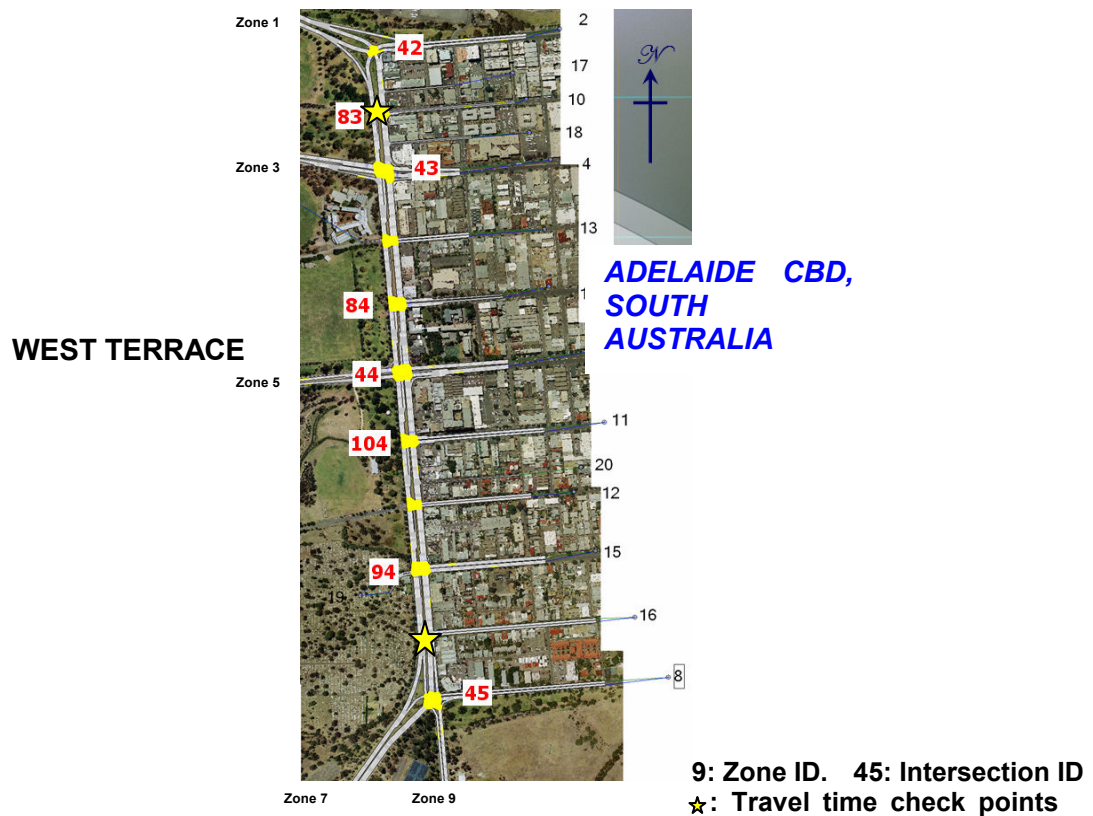 Zone 1
2
42
17
10
83
18
Zone 3
43
4
13
ADELAIDE CBD,
SOUTH
AUSTRALIA
1
84
WEST TERRACE
44
Zone 5
11
104
20
12
15
94
19
16
8
45
9: Zone ID. 45: Intersection ID
: Travel time check points
Zone 7 Zone 9
N